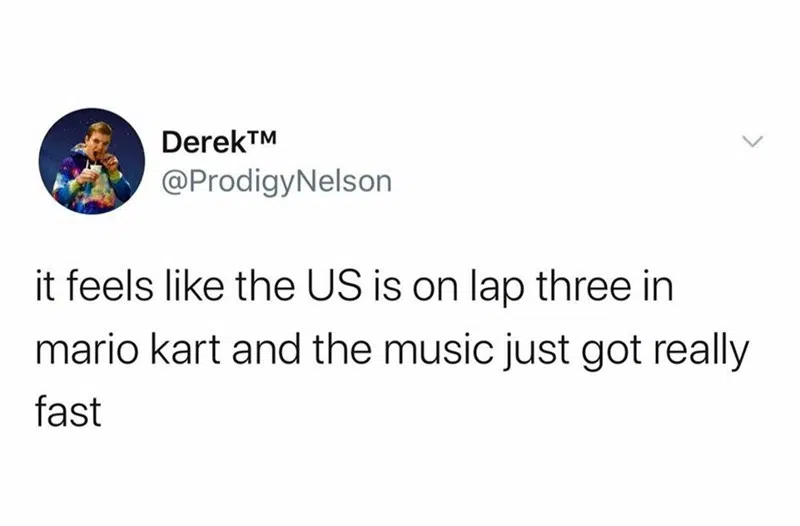 Derek™
@ProdigyNelson
it feels like the US is on lap three in
mario kart and the music just got really
fast